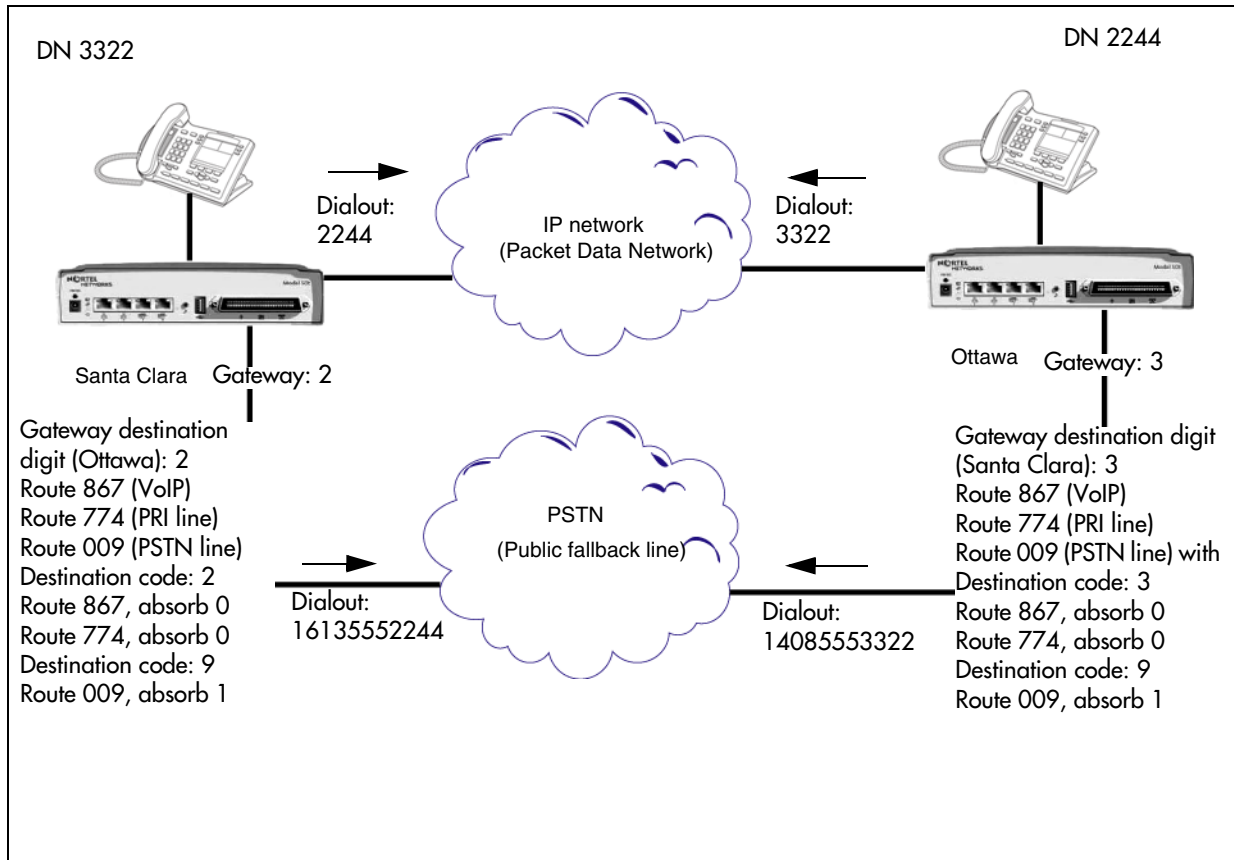 DN 3322
DN 2244
Dialout:
2244
IP network
(Packet Data Network)
Dialout:
3322
NORTEL
NETWORKS
NORTEL
NETWORKS
Santa Clara
Gateway: 2
Ottawa
Gateway: 3
Gateway destination
digit (Ottawa): 2
Route 867 (VoIP)
Route 774 (PRI line)
Route 009 (PSTN line)
Destination code: 2
Route 867, absorb 0
Route 774, absorb 0
Destination code: 9
Route 009, absorb 1
Dialout:
16135552244
PSTN
(Public fallback line)
Dialout:
14085553322
Gateway destination digit
(Santa Clara): 3
Route 867 (VoIP)
Route 774 (PRI line)
Route 009 (PSTN line) with
Destination code: 3
Route 867, absorb 0
Route 774, absorb 0
Destination code: 9
Route 009, absorb 1